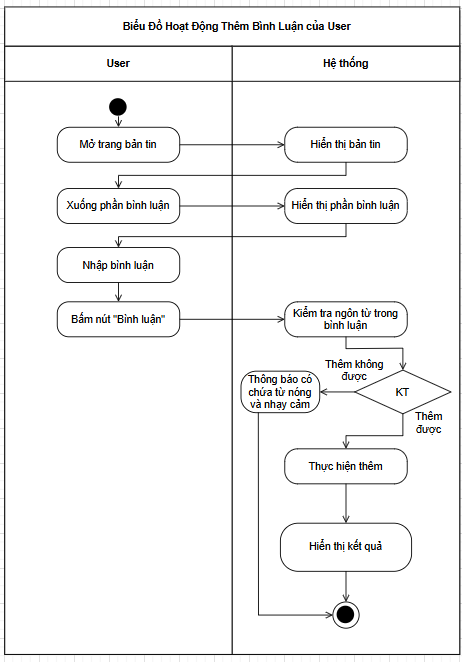 Biểu Đồ Hoạt Động Thêm Bình Luận của User
User
Hệ thống
Mở trang bản tin
Hiển thị bản tin
Xuống phần bình luận
Hiển thị phần bình luận
Nhập bình luận
Bấm nút "Bình luận"
Kiểm tra ngôn từ trong
bình luận
Thêm không
được
Thông báo có
chứa từ nóng
và nhạy cảm
KT
Thêm
được
Thực hiện thêm
Hiển thị kết quả